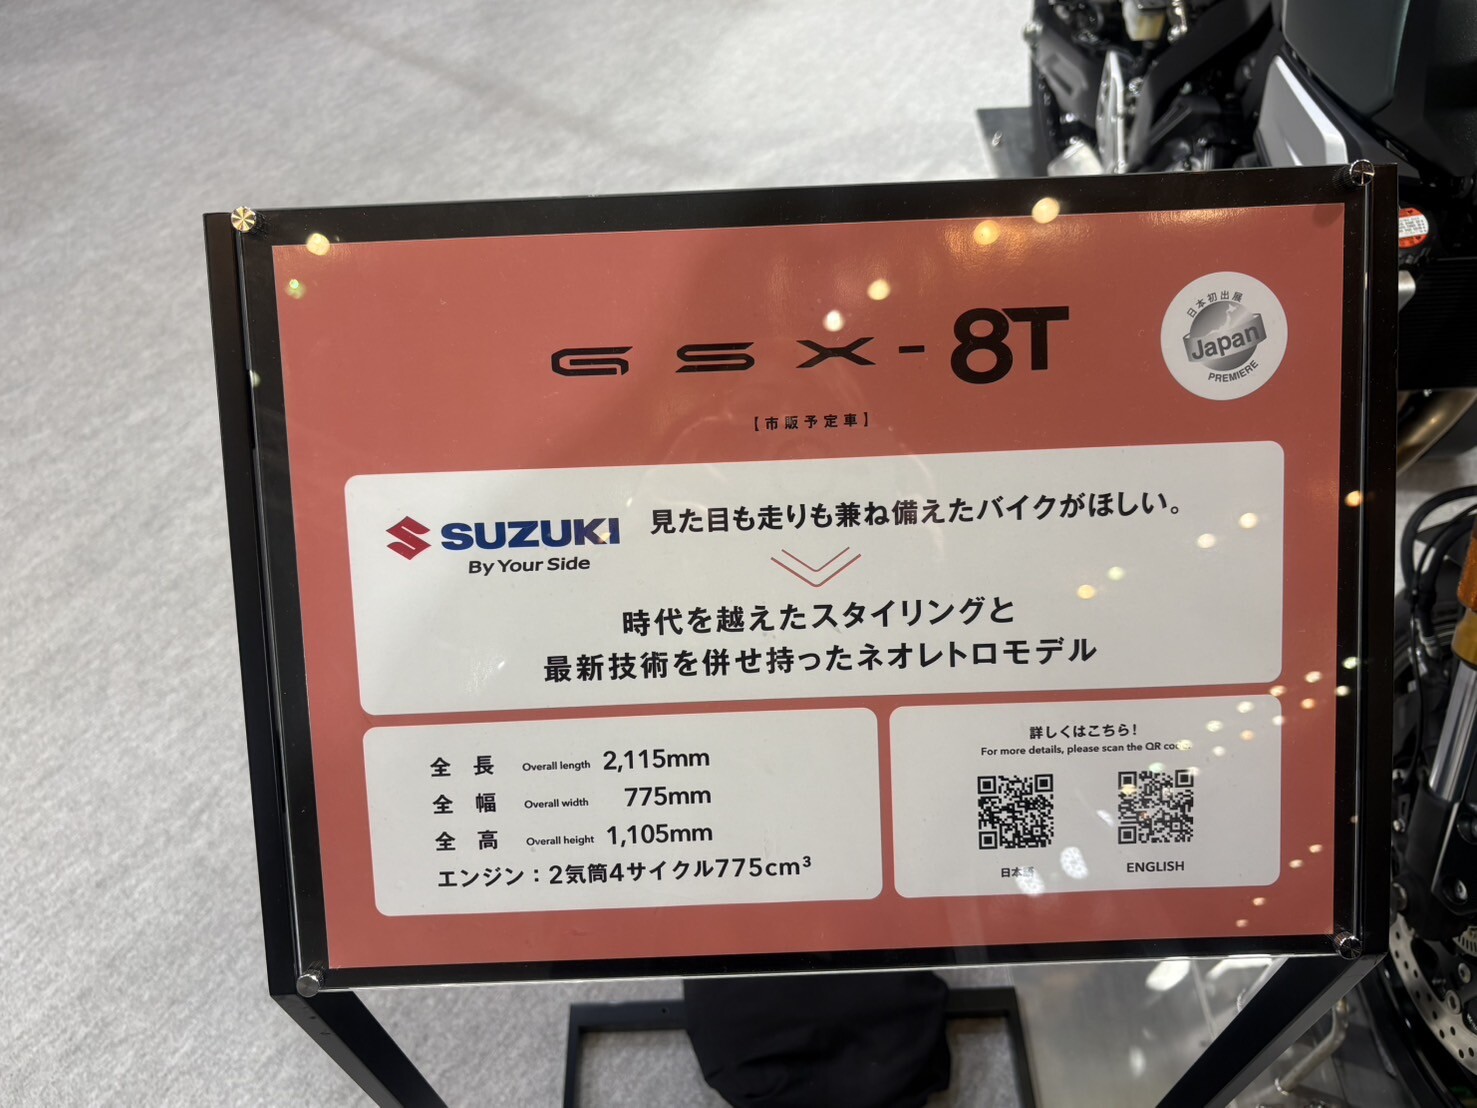 GSX-8T
日本初出展
Japan
PREMIERE
【市販予定車】
SUZUKI
By Your Side
見た目も走りも兼ね備えたバイクがほしい。
時代を越えたスタイリングと
最新技術を併せ持ったネオレトロモデル
全長 Overall length 2,115mm
全幅 Overall width 775mm
全高 Overall height 1,105mm
エンジン：2気筒4サイクル775cm³
詳しくはこちら!
For more details, please scan the QR code.
日本語
ENGLISH